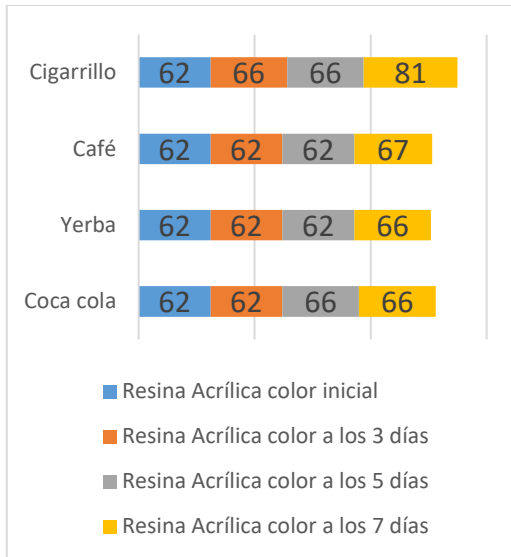 Cigarrillo 62 66 66 81
Café 62 62 62 67
Yerba 62 62 62 66
Coca cola 62 62 66 66
Resina Acrílica color inicial
Resina Acrílica color a los 3 días
Resina Acrílica color a los 5 días
Resina Acrílica color a los 7 días